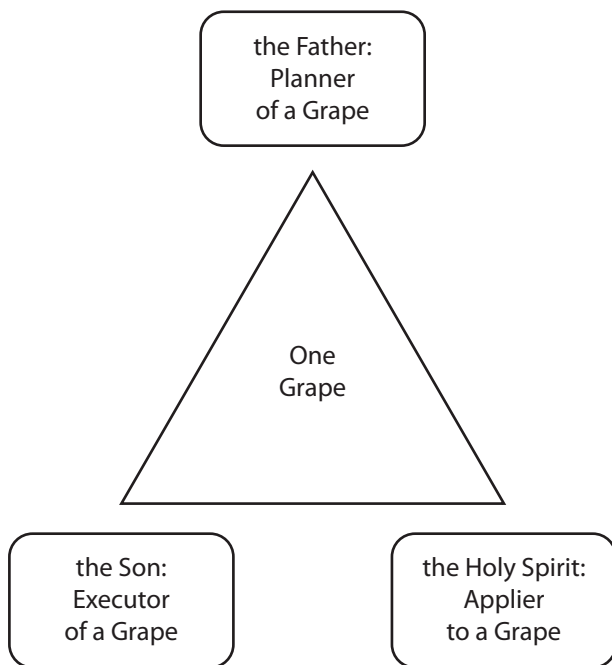 the Father:
Planner
of a Grape
One
Grape
the Son:
Executor
of a Grape
the Holy Spirit:
Applier
to a Grape